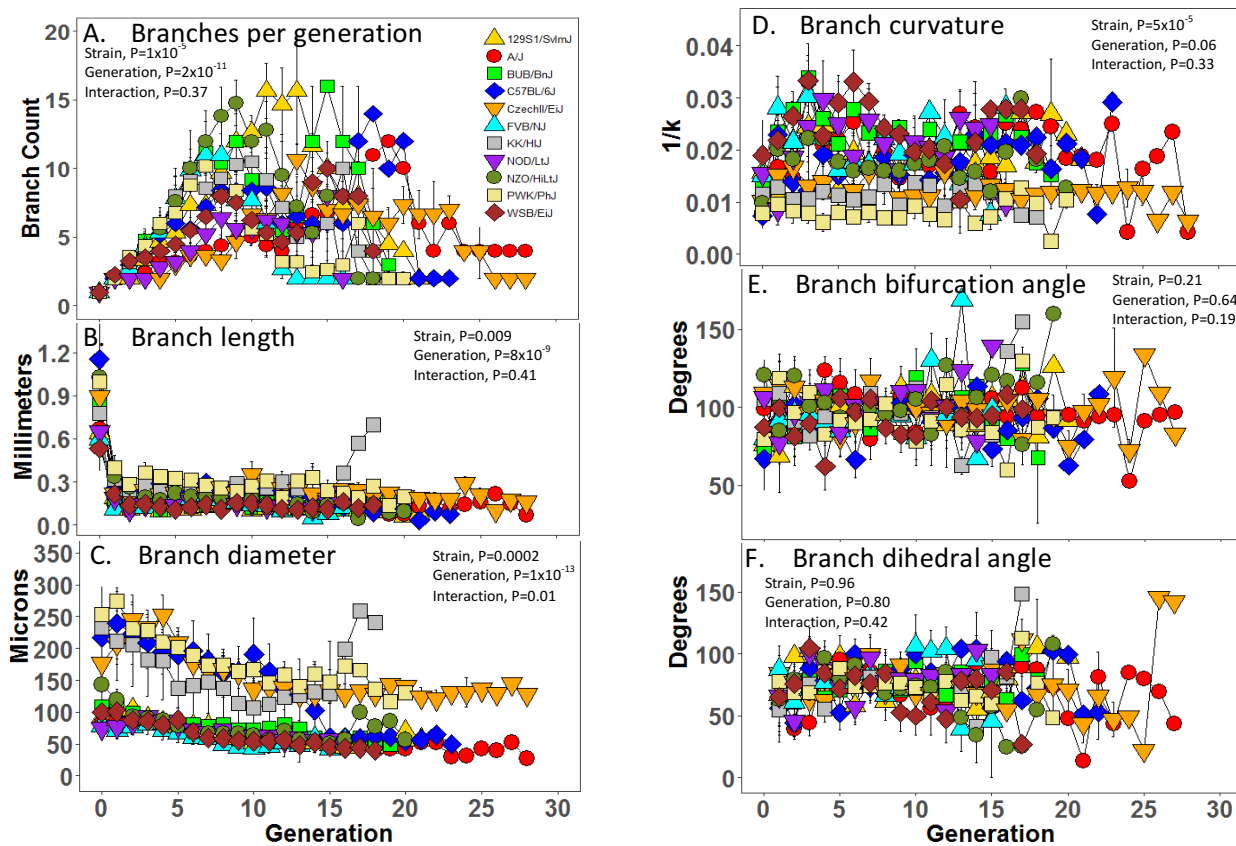 A. Branches per generation
Strain, P=1x10⁻⁵
Generation, P=2x10⁻¹¹
Interaction, P=0.37
129S1/SvImJ
A/J
BUB/BnJ
C57BL/6J
CzechII/EiJ
FVB/NJ
KK/HIJ
NOD/LtJ
NZO/HiLtJ
PWK/PhJ
WSB/EiJ
Branch Count
20
15
10
5
0
B. Branch length
Strain, P=0.009
Generation, P=8x10⁻⁹
Interaction, P=0.41
Millimeters
1.2
0.9
0.6
0.3
0.0
C. Branch diameter
Strain, P=0.0002
Generation, P=1x10⁻¹³
Interaction, P=0.01
Microns
350
300
250
200
150
100
50
0
0 5 10 15 20 25 30
Generation
D. Branch curvature
Strain, P=5x10⁻⁵
Generation, P=0.06
Interaction, P=0.33
1/k
0.04
0.03
0.02
0.01
0.00
E. Branch bifurcation angle
Strain, P=0.21
Generation, P=0.64
Interaction, P=0.19
Degrees
150
100
50
F. Branch dihedral angle
Strain, P=0.96
Generation, P=0.80
Interaction, P=0.42
Degrees
150
100
50
0
0 5 10 15 20 25 30
Generation